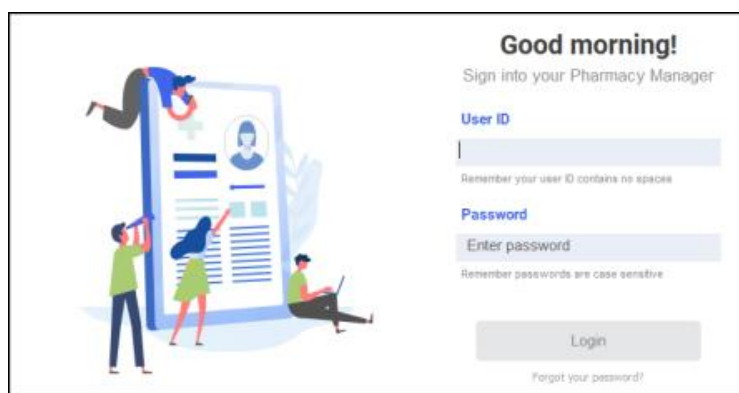 Good morning!
Sign into your Pharmacy Manager
User ID
Remember your user ID contains no spaces
Password
Enter password
Remember passwords are case sensitive
Login
Forgot your password?